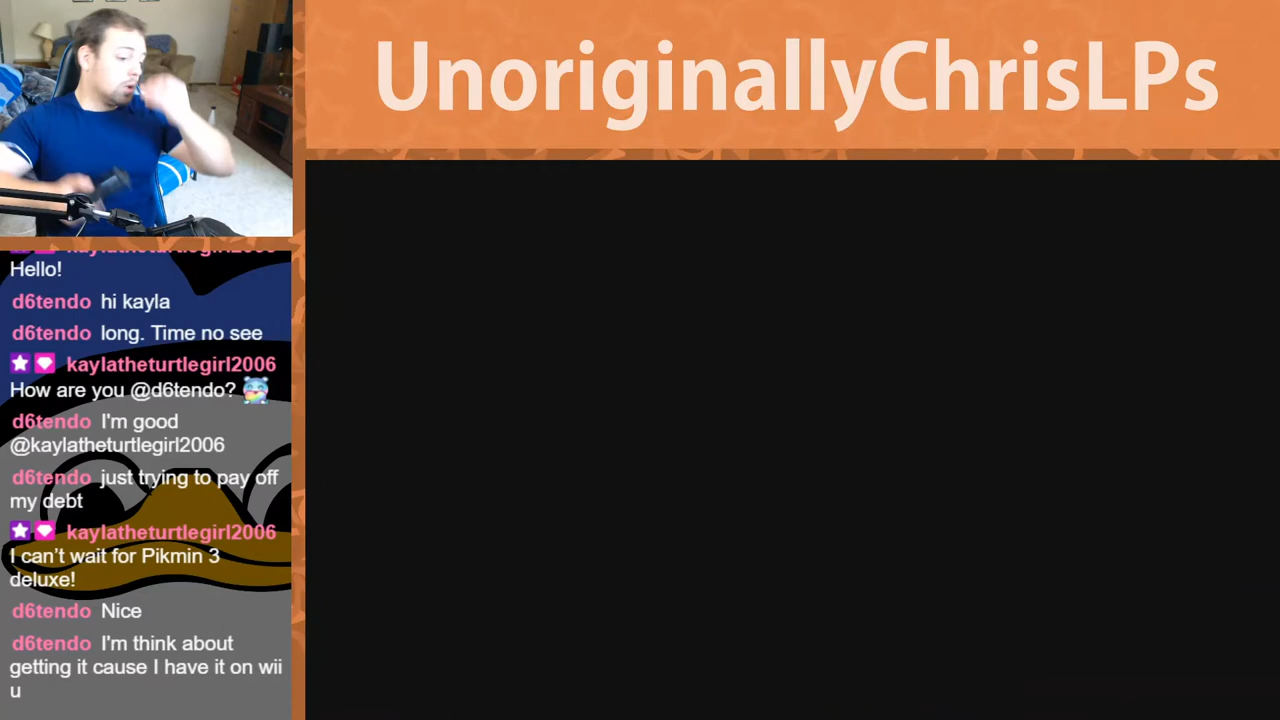 UnoriginallyChrisLPs
Hello!
d6tendo hi kayla
d6tendo long. Time no see
kaylatheturtlegirl2006
How are you @d6tendo?
d6tendo I'm good
@kaylatheturtlegirl2006
d6tendo just trying to pay off
my debt
kaylatheturtlegirl2006
I can't wait for Pikmin 3
deluxe!
d6tendo Nice
d6tendo I'm think about
getting it cause I have it on wii
u